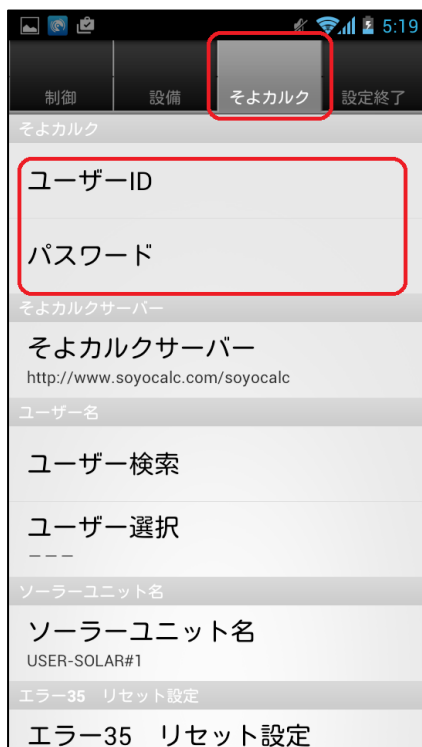 5:19
制御 設備 そよカルク 設定終了
そよカルク
ユーザーID
パスワード
そよカルクサーバー
そよカルクサーバー
http://www.soyocalc.com/soyocalc
ユーザー名
ユーザー検索
ユーザー選択
---
ソーラーユニット名
ソーラーユニット名
USER-SOLAR#1
エラー35　リセット設定
エラー35　リセット設定